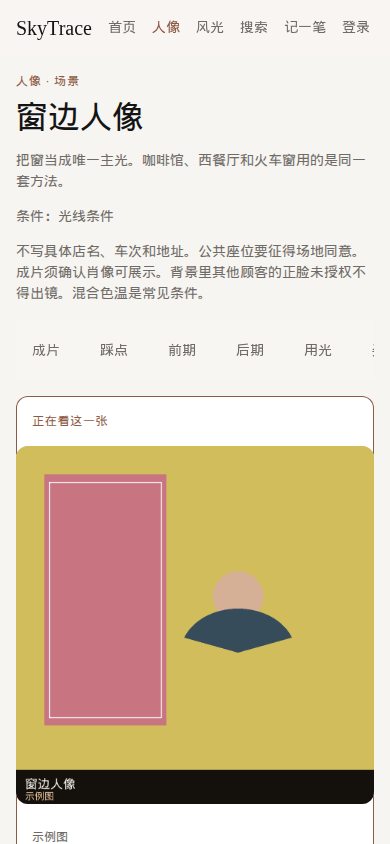 SkyTrace 首页 人像 风光 搜索 记一笔 登录
人像 · 场景
窗边人像
把窗当成唯一主光。咖啡馆、西餐厅和火车窗用的是同一
套方法。
条件：光线条件
不写具体店名、车次和地址。公共座位要征得场地同意。
成片须确认肖像可展示。背景里其他顾客的正脸未授权不
得出镜。混合色温是常见条件。
成片 踩点 前期 后期 用光
正在看这一张
窗边人像
示例图
示例图